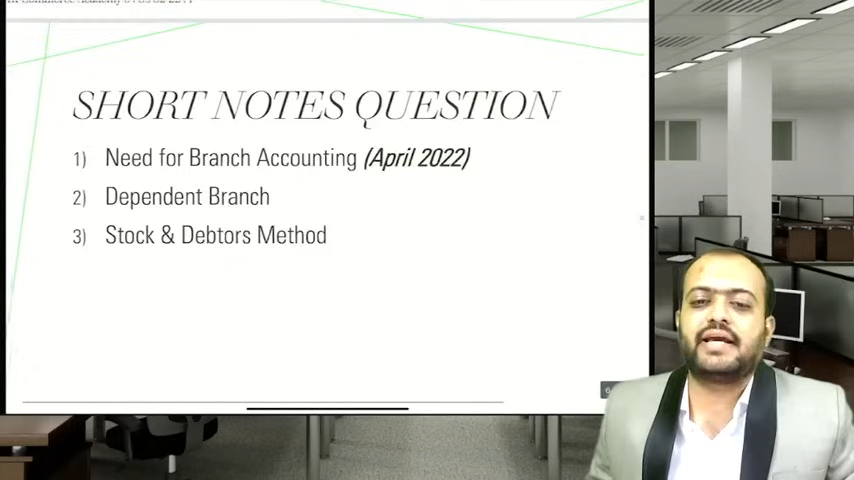 SHORT NOTES QUESTION
1) Need for Branch Accounting (April 2022)
2) Dependent Branch
3) Stock & Debtors Method